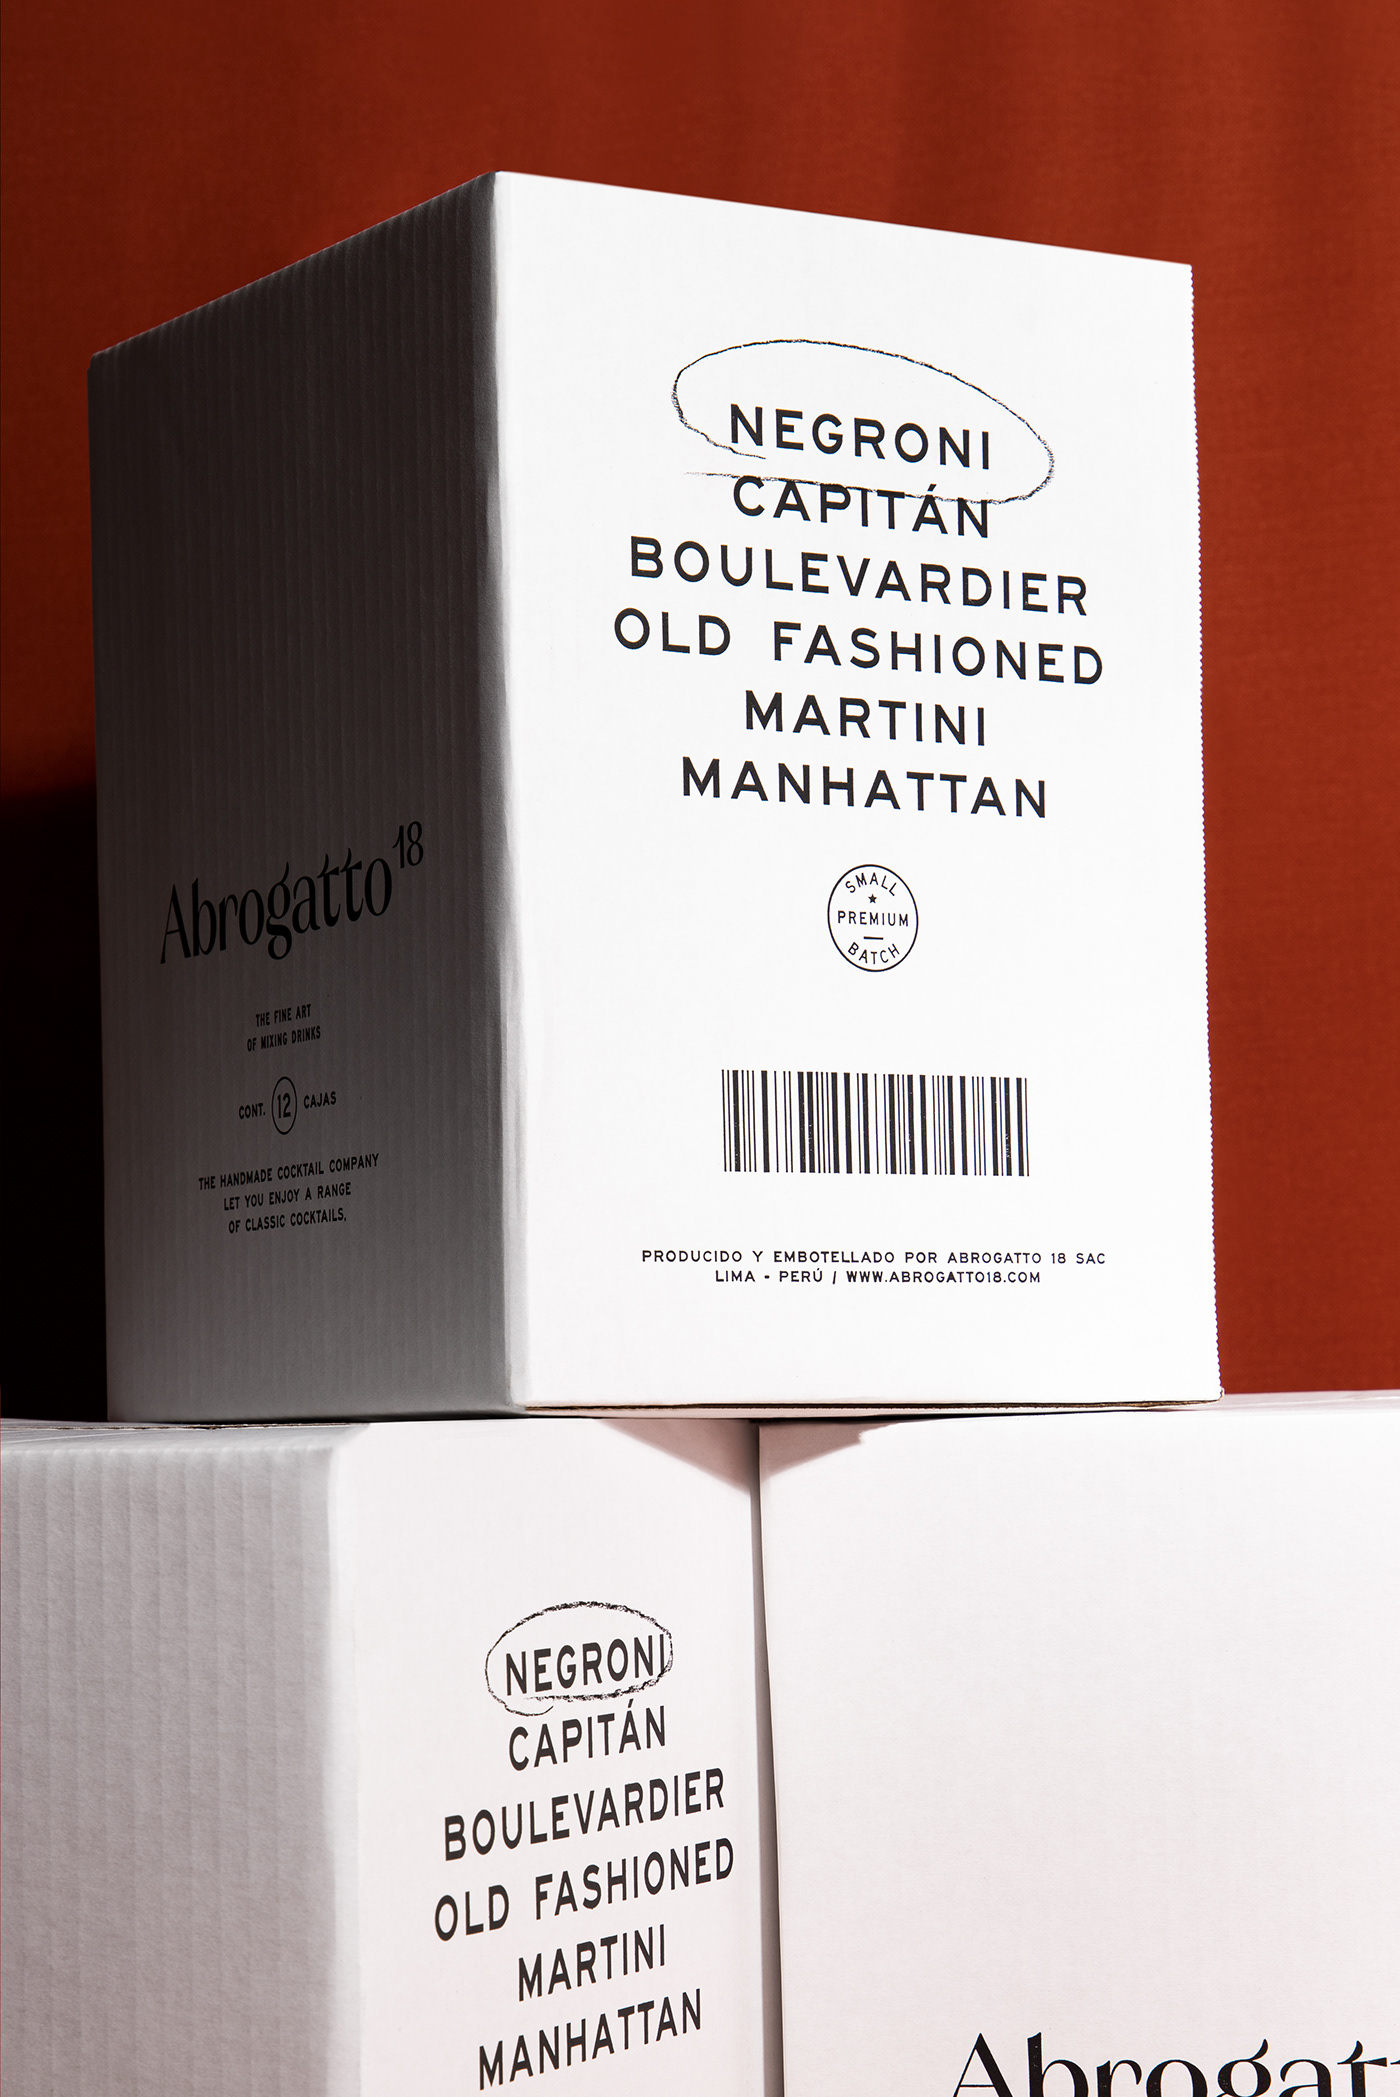 NEGRONI
CAPITÁN
BOULEVARDIER
OLD FASHIONED
MARTINI
MANHATTAN
SMALL
PREMIUM
BATCH
PRODUCIDO Y EMBOTELLADO POR ABROGATTO 18 SAC
LIMA - PERÚ / WWW.ABROGATTO18.COM
Abrogatto18
THE FINE ART
OF MIXING DRINKS
CONT. 12 CAJAS
THE HANDMADE COCKTAIL COMPANY
LET YOU ENJOY A RANGE
OF CLASSIC COCKTAILS,
NEGRONI
CAPITÁN
BOULEVARDIER
OLD FASHIONED
MARTINI
MANHATTAN
Abrogatt